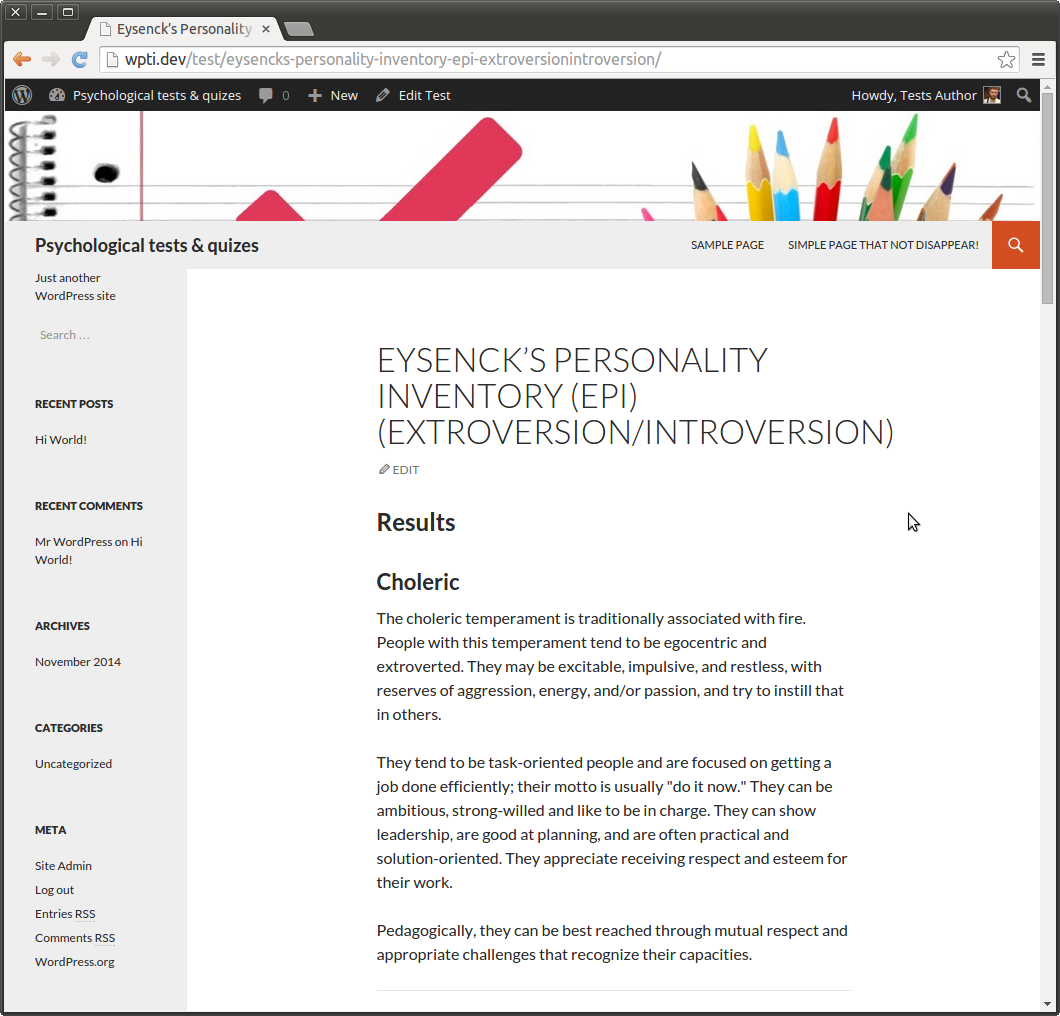 Eysenck’s Personality
wpti.dev/test/eysencks-personality-inventory-epi-extroversionintroversion/
Psychological tests & quizes 0 New Edit Test Howdy, Tests Author
Psychological tests & quizes SAMPLE PAGE SIMPLE PAGE THAT NOT DISAPPEAR!
Just another
WordPress site
Search …
RECENT POSTS
Hi World!
RECENT COMMENTS
Mr WordPress on Hi
World!
ARCHIVES
November 2014
CATEGORIES
Uncategorized
META
Site Admin
Log out
Entries RSS
Comments RSS
WordPress.org
EYSENCK’S PERSONALITY
INVENTORY (EPI)
(EXTROVERSION/INTROVERSION)
EDIT
Results
Choleric
The choleric temperament is traditionally associated with fire.
People with this temperament tend to be egocentric and
extroverted. They may be excitable, impulsive, and restless, with
reserves of aggression, energy, and/or passion, and try to instill that
in others.
They tend to be task-oriented people and are focused on getting a
job done efficiently; their motto is usually "do it now." They can be
ambitious, strong-willed and like to be in charge. They can show
leadership, are good at planning, and are often practical and
solution-oriented. They appreciate receiving respect and esteem for
their work.
Pedagogically, they can be best reached through mutual respect and
appropriate challenges that recognize their capacities.